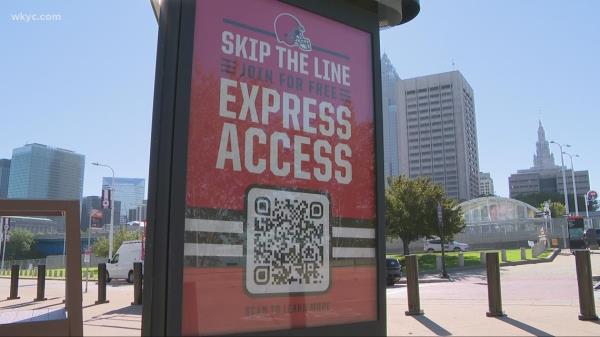 wkyc.com
SKIP THE LINE
JOIN FOR FREE
EXPRESS
ACCESS
SCAN TO LEARN MORE